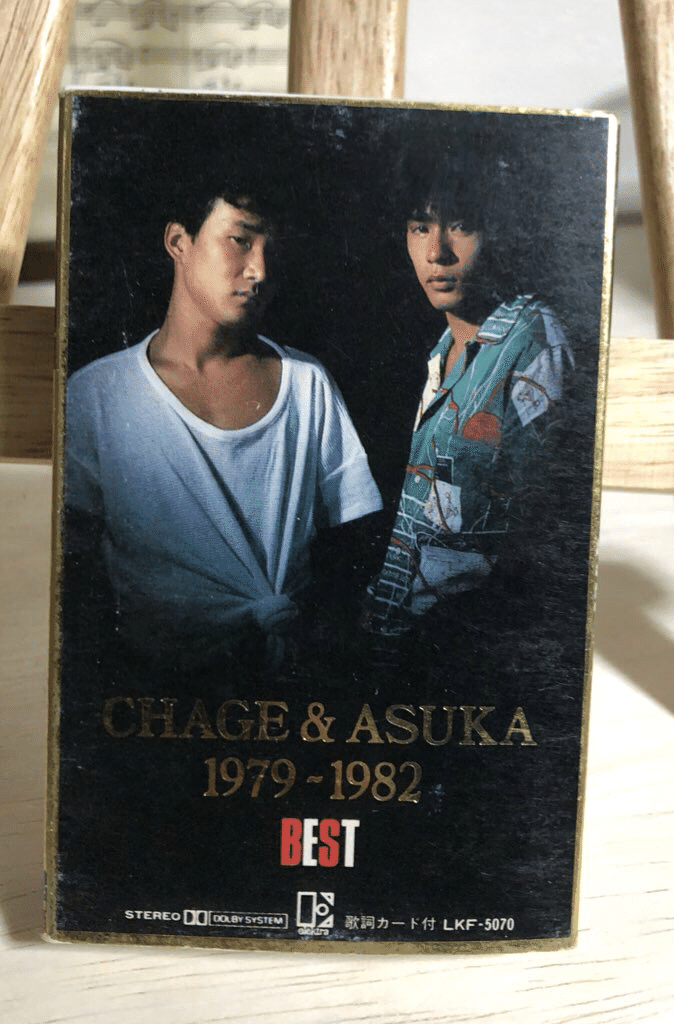 CHAGE & ASUKA
1979~1982
BEST
STEREO DOLBY SYSTEM elektra 歌詞カード付 LKF-5070